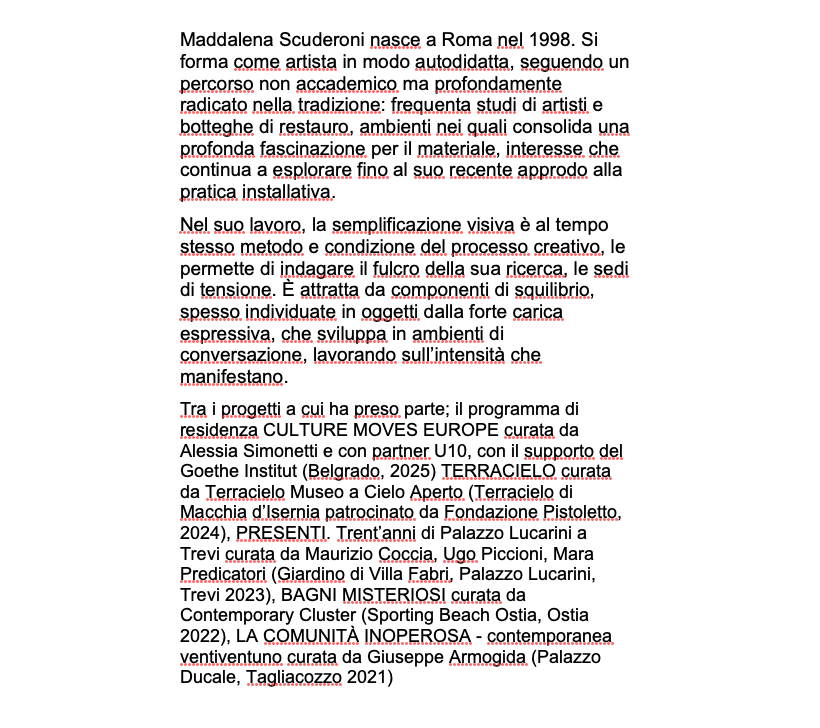 Maddalena Scuderoni nasce a Roma nel 1998. Si
forma come artista in modo autodidatta, seguendo un
percorso non accademico ma profondamente
radicato nella tradizione: frequenta studi di artisti e
botteghe di restauro, ambienti nei quali consolida una
profonda fascinazione per il materiale, interesse che
continua a esplorare fino al suo recente approdo alla
pratica installativa.
Nel suo lavoro, la semplificazione visiva è al tempo
stesso metodo e condizione del processo creativo, le
permette di indagare il fulcro della sua ricerca, le sedi
di tensione. È attratta da componenti di squilibrio,
spesso individuate in oggetti dalla forte carica
espressiva, che sviluppa in ambienti di
conversazione, lavorando sull'intensità che
manifestano.
Tra i progetti a cui ha preso parte; il programma di
residenza CULTURE MOVES EUROPE curata da
Alessia Simonetti e con partner U10, con il supporto del
Goethe Institut (Belgrado, 2025) TERRACIELO curata
da Terracielo Museo a Cielo Aperto (Terracielo di
Macchia d'Isernia patrocinato da Fondazione Pistoletto,
2024), PRESENTI. Trent'anni di Palazzo Lucarini a
Trevi curata da Maurizio Coccia, Ugo Piccioni, Mara
Predicatori (Giardino di Villa Fabri, Palazzo Lucarini,
Trevi 2023), BAGNI MISTERIOSI curata da
Contemporary Cluster (Sporting Beach Ostia, Ostia
2022), LA COMUNITÀ INOPEROSA - contemporanea
ventiventuno curata da Giuseppe Armogida (Palazzo
Ducale, Tagliacozzo 2021)